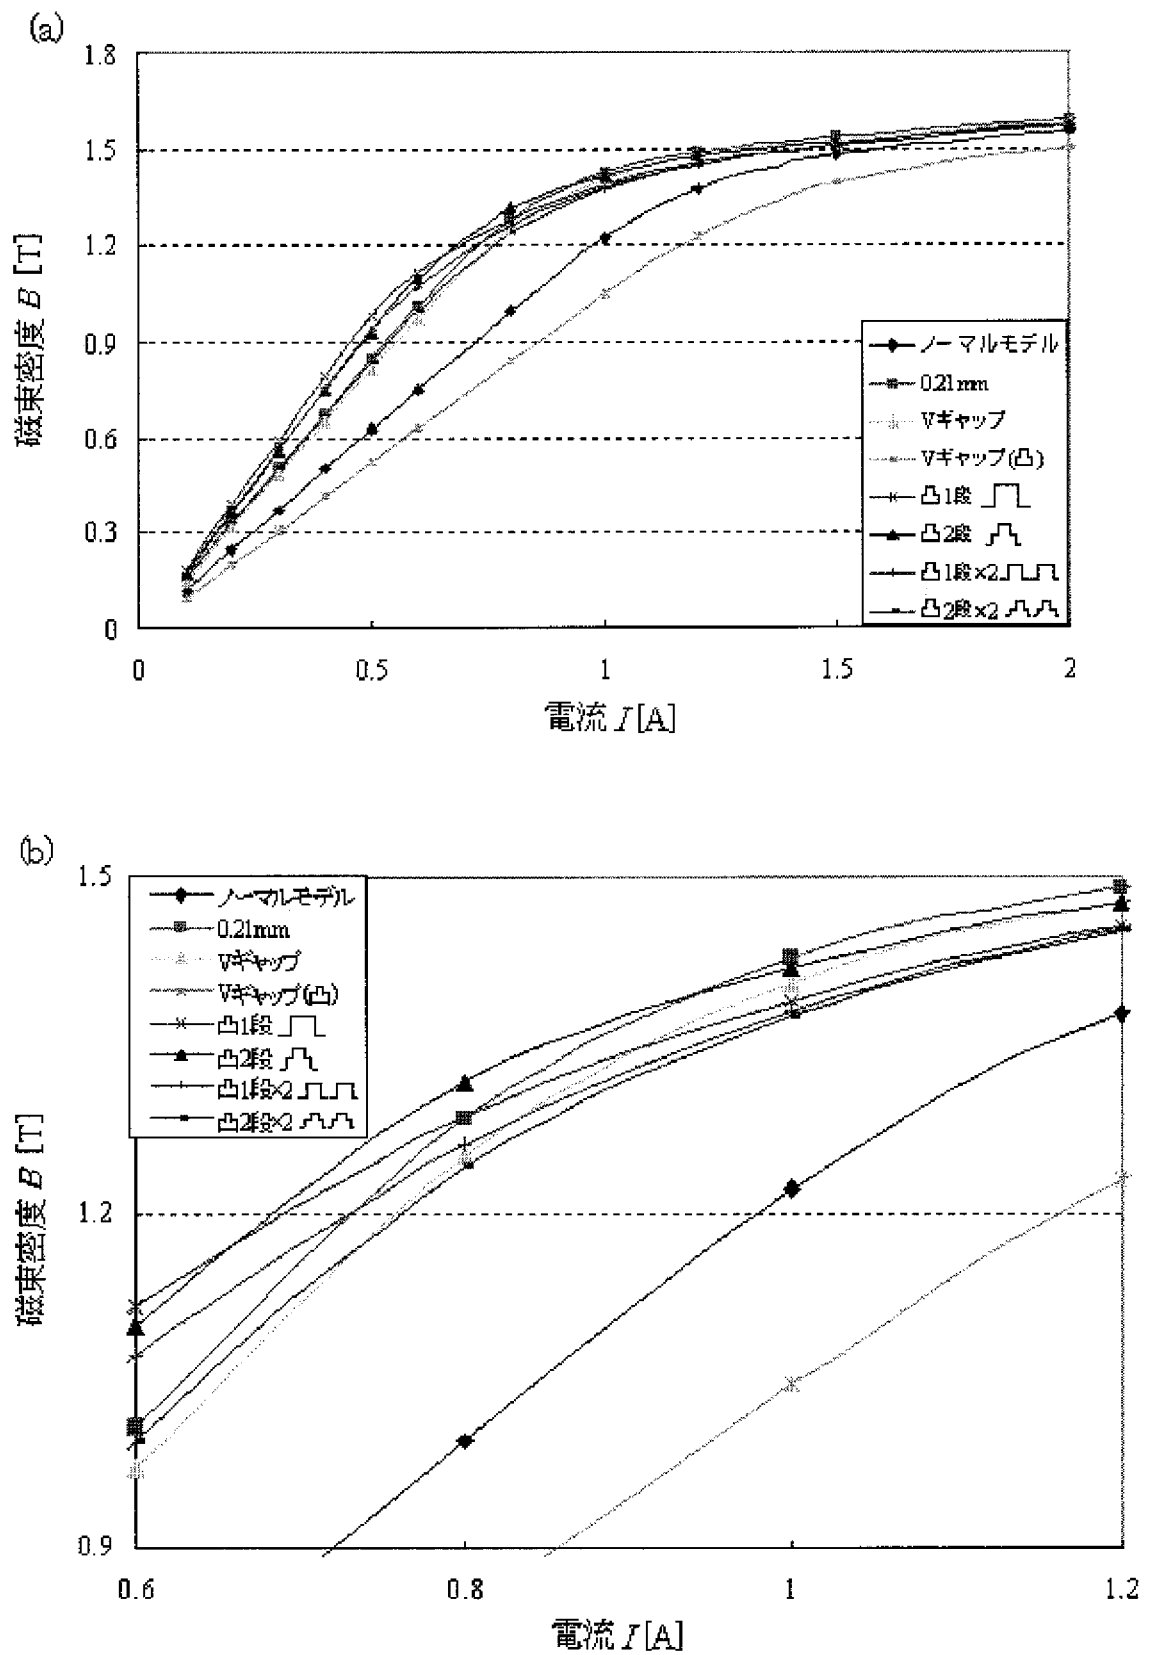 (a)
1.8
1.5
1.2
0.9
0.6
0.3
0
磁束密度 B [T]
ノーマルモデル
0.21mm
Vギャップ
Vギャップ(凸)
凸1段
凸2段
凸1段×2
凸2段×2
0 0.5 1 1.5 2
電流 I [A]
(b)
1.5
1.2
0.9
磁束密度 B [T]
ノーマルモデル
0.21mm
Vギャップ
Vギャップ(凸)
凸1段
凸2段
凸1段×2
凸2段×2
0.6 0.8 1 1.2
電流 I [A]